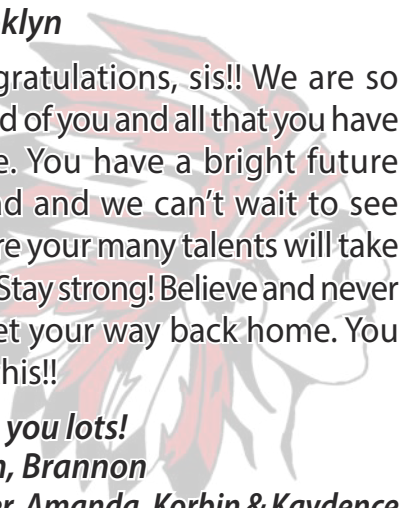 klyn
gratulations, sis!! We are so
d of you and all that you have
e. You have a bright future
ad and we can't wait to see
re your many talents will take
Stay strong! Believe and never
et your way back home. You
his!!
you lots!
n, Brannon
er, Amanda, Korbin & Kaydence